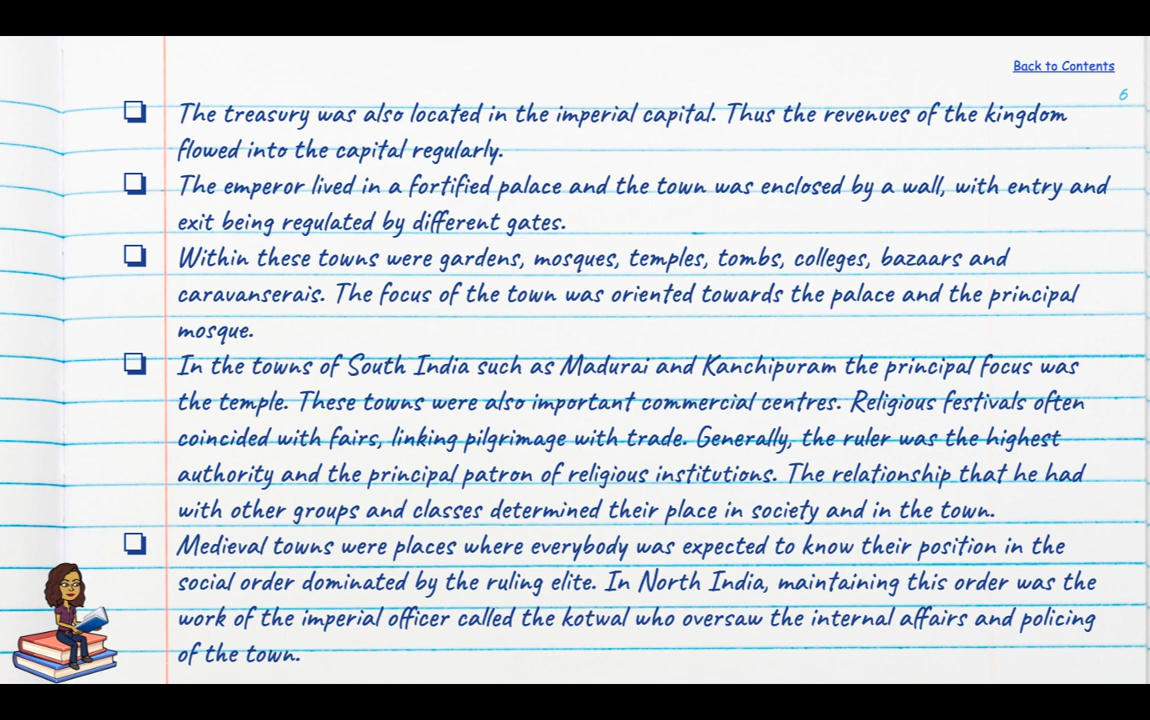 Back to Contents
6
The treasury was also located in the imperial capital. Thus the revenues of the kingdom
flowed into the capital regularly.
The emperor lived in a fortified palace and the town was enclosed by a wall, with entry and
exit being regulated by different gates.
Within these towns were gardens, mosques, temples, tombs, colleges, bazaars and
caravanserais. The focus of the town was oriented towards the palace and the principal
mosque.
In the towns of South India such as Madurai and Kanchipuram the principal focus was
the temple. These towns were also important commercial centres. Religious festivals often
coincided with fairs, linking pilgrimage with trade. Generally, the ruler was the highest
authority and the principal patron of religious institutions. The relationship that he had
with other groups and classes determined their place in society and in the town.
Medieval towns were places where everybody was expected to know their position in the
social order dominated by the ruling elite. In North India, maintaining this order was the
work of the imperial officer called the kotwal who oversaw the internal affairs and policing
of the town.